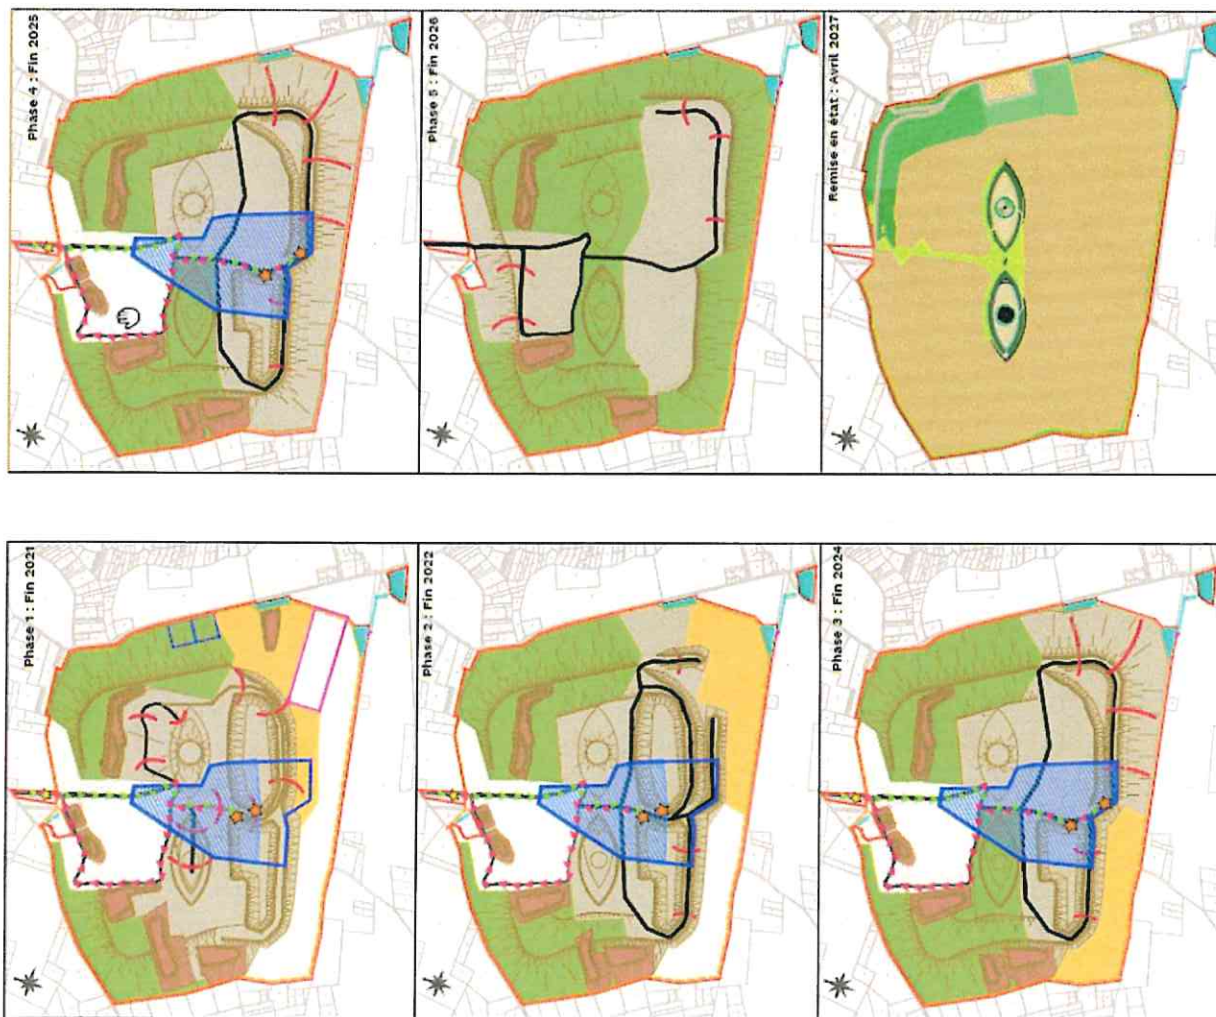 Phase 1 : Fin 2021
Phase 2 : Fin 2022
Phase 3 : Fin 2024
Phase 4 : Fin 2025
Phase 5 : Fin 2026
Remise en état : Avril 2027